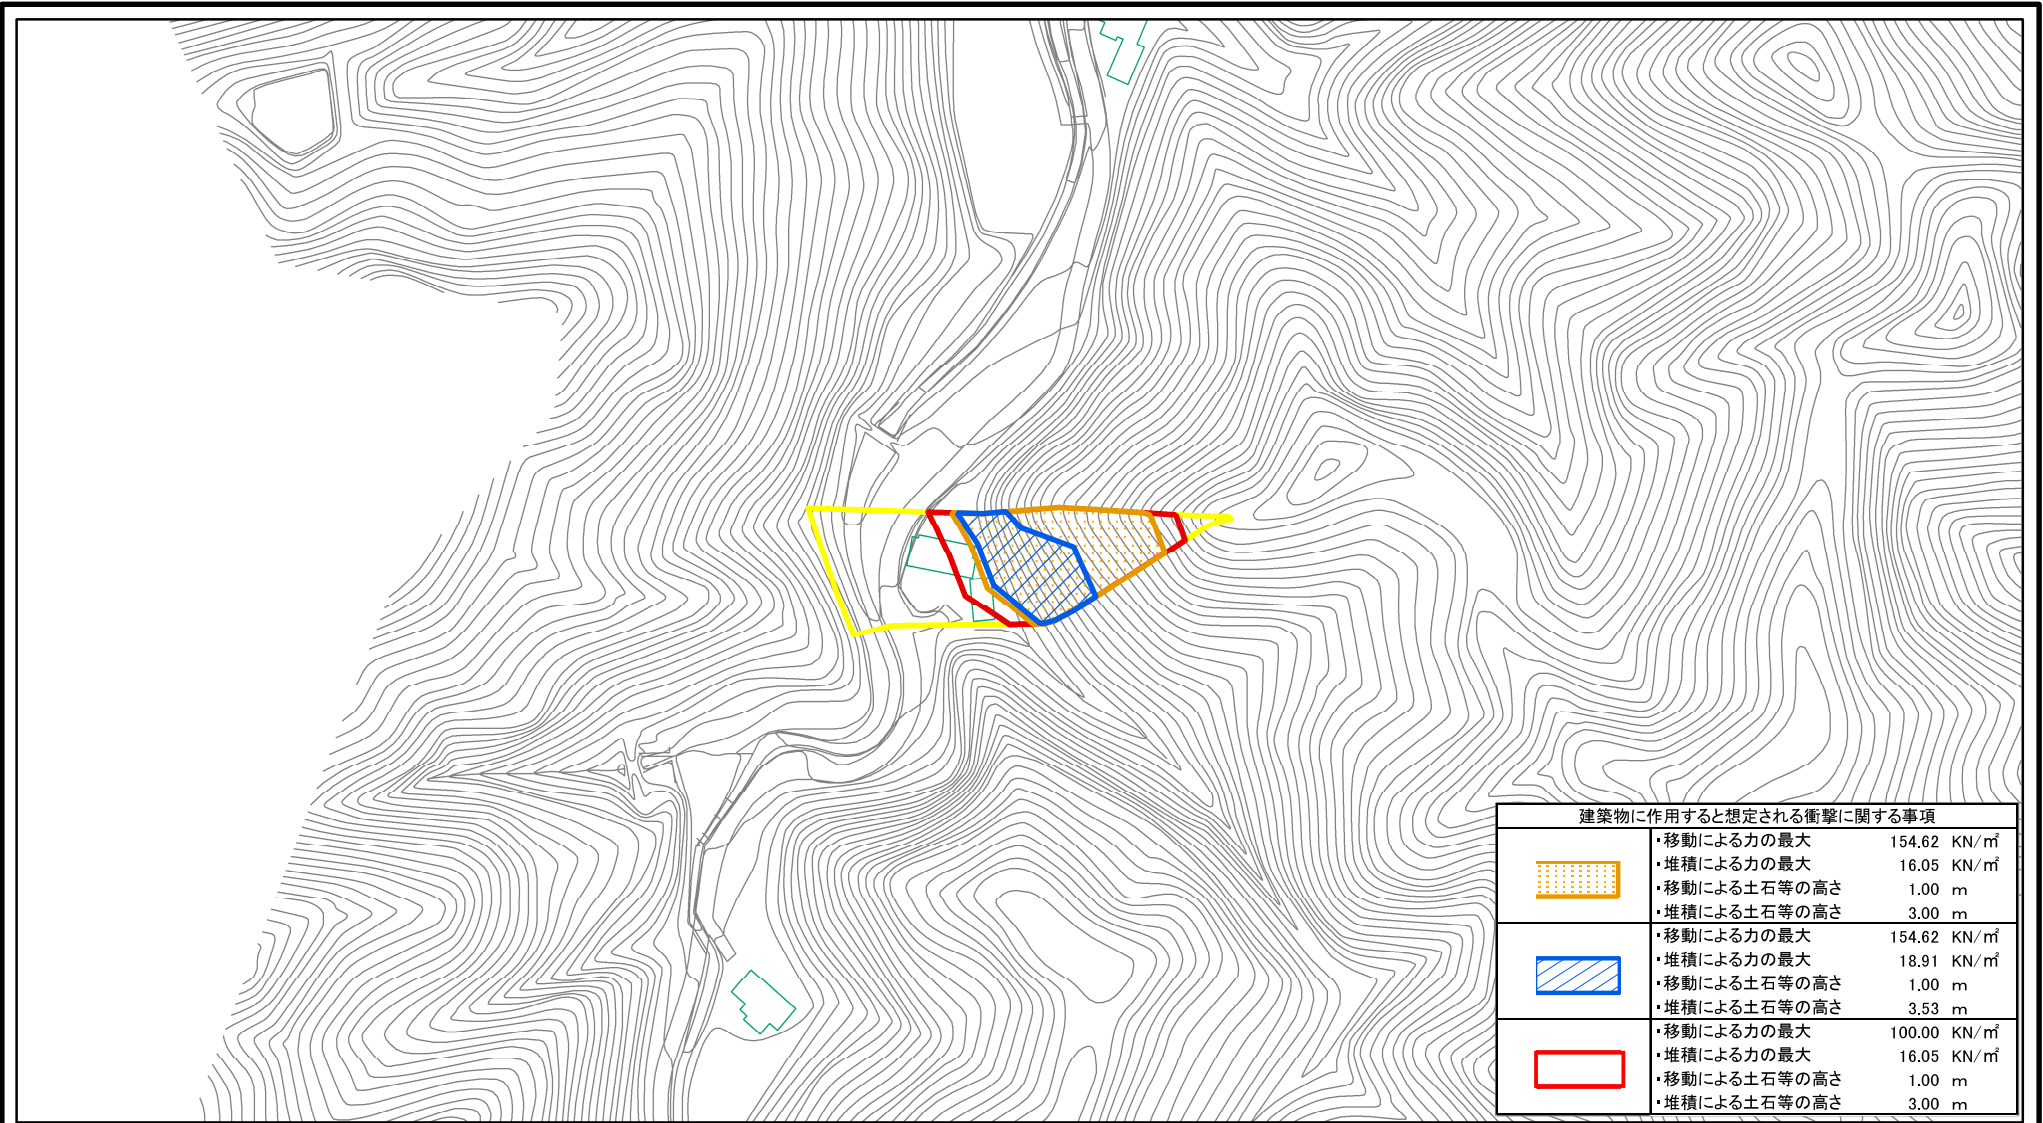 建築物に作用すると想定される衝撃に関する事項
・移動による力の最大 154.62 KN/㎡
・堆積による力の最大 16.05 KN/㎡
・移動による土石等の高さ 1.00 m
・堆積による土石等の高さ 3.00 m
・移動による力の最大 154.62 KN/㎡
・堆積による力の最大 18.91 KN/㎡
・移動による土石等の高さ 1.00 m
・堆積による土石等の高さ 3.53 m
・移動による力の最大 100.00 KN/㎡
・堆積による力の最大 16.05 KN/㎡
・移動による土石等の高さ 1.00 m
・堆積による土石等の高さ 3.00 m